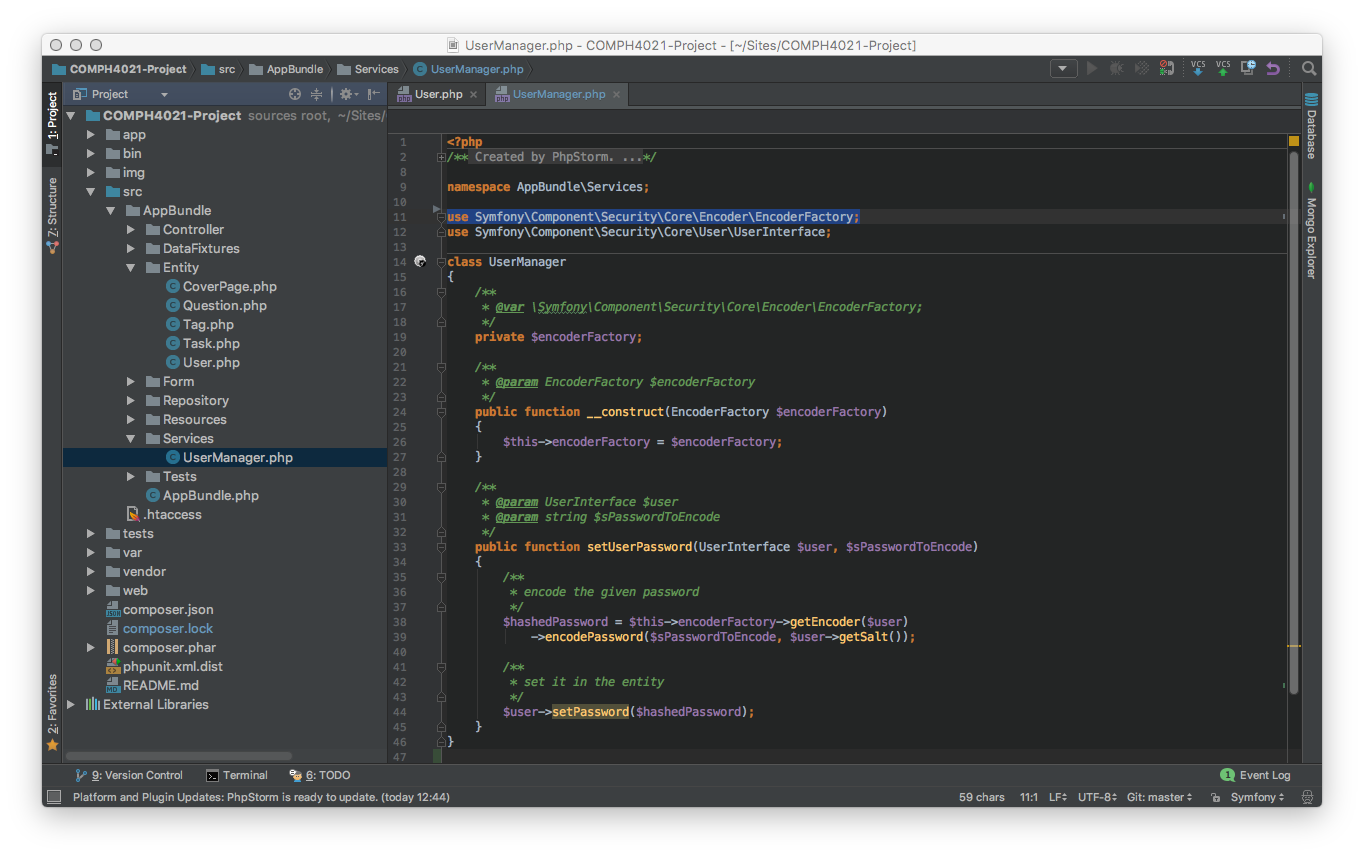 UserManager.php - COMPH4021-Project - [~/Sites/COMPH4021-Project]
COMPH4021-Project src AppBundle Services UserManager.php
VCS VCS
Project
User.php UserManager.php
1: Project
7: Structure
2: Favorites
COMPH4021-Project sources root, ~/Sites/
app
bin
img
src
AppBundle
Controller
DataFixtures
Entity
CoverPage.php
Question.php
Tag.php
Task.php
User.php
Form
Repository
Resources
Services
UserManager.php
Tests
AppBundle.php
.htaccess
tests
var
vendor
web
composer.json
composer.lock
composer.phar
phpunit.xml.dist
README.md
External Libraries
1 <?php
2 /** Created by PhpStorm. ...*/
8
9 namespace AppBundle\Services;
10
11 use Symfony\Component\Security\Core\Encoder\EncoderFactory;
12 use Symfony\Component\Security\Core\User\UserInterface;
13
14 class UserManager
15 {
16 /**
17 * @var \Symfony\Component\Security\Core\Encoder\EncoderFactory;
18 */
19 private $encoderFactory;
20
21 /**
22 * @param EncoderFactory $encoderFactory
23 */
24 public function __construct(EncoderFactory $encoderFactory)
25 {
26 $this->encoderFactory = $encoderFactory;
27 }
28
29 /**
30 * @param UserInterface $user
31 * @param string $sPasswordToEncode
32 */
33 public function setUserPassword(UserInterface $user, $sPasswordToEncode)
34 {
35 /**
36 * encode the given password
37 */
38 $hashedPassword = $this->encoderFactory->getEncoder($user)
39 ->encodePassword($sPasswordToEncode, $user->getSalt());
40
41 /**
42 * set it in the entity
43 */
44 $user->setPassword($hashedPassword);
45 }
46 }
47
Database
Mongo Explorer
9: Version Control Terminal 6: TODO 1 Event Log
Platform and Plugin Updates: PhpStorm is ready to update. (today 12:44) 59 chars 11:1 LF UTF-8 Git: master Symfony